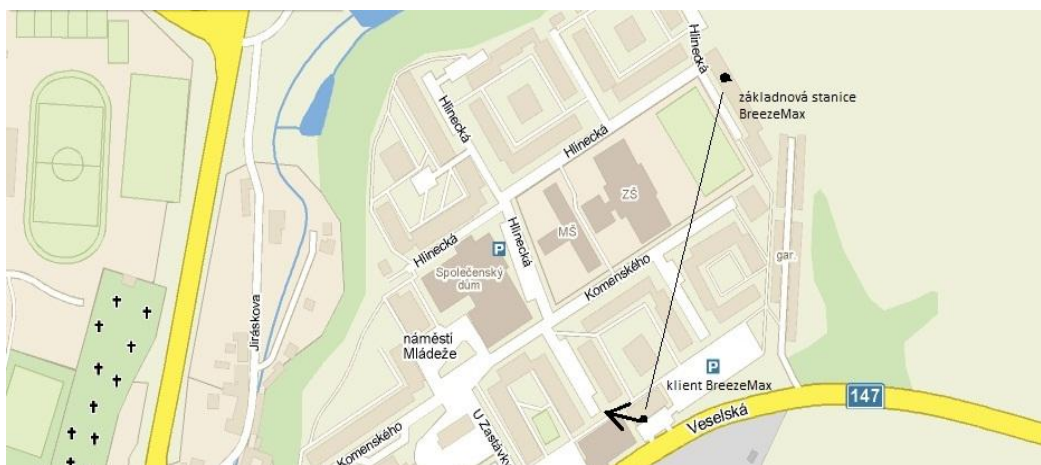 Hlinecká
základnová stanice
BreezeMax
Hlinecká
Hlinecká
ZŠ
MŠ
P
Hlinecká
Hlinecká
Společenský
dům
Komenského
gar.
Jiráskova
náměstí
Mládeže
P
klient BreezeMax
147
Veselská
U Zastávky
Komenského